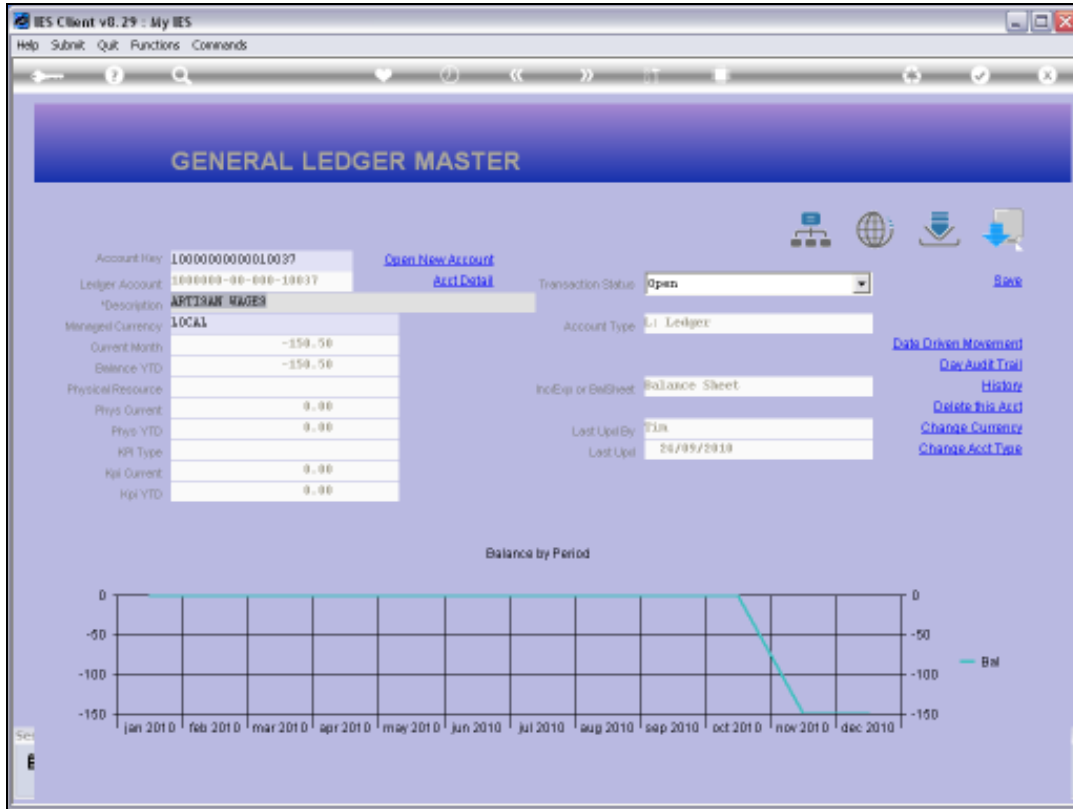 IES Client v8.29 : My IES
Help Submit Quit Functions Commands
GENERAL LEDGER MASTER
Account Key 10000000000010037 Open New Account
Ledger Account 1000000-00-000-10037 Acct Detail Transaction Status Open Save
*Description ARTISAN WAGES
Managed Currency LOCAL Account Type L: Ledger
Current Month -150.50 Date Driven Movement
Balance YTD -150.50 Day Audit Trail
Physical Resource Inc/Exp or BalSheet Balance Sheet History
Phys Current 0.00 Delete this Acct
Phys YTD 0.00 Last Upd By Tim Change Currency
KPI Type Last Upd 24/09/2010 Change Acct Type
Kpi Current 0.00
Kpi YTD 0.00
Balance by Period
0 0
-50 -50
Bal
-100 -100
-150 -150
jan 2010 feb 2010 mar 2010 apr 2010 may 2010 jun 2010 jul 2010 aug 2010 sep 2010 oct 2010 nov 2010 dec 2010